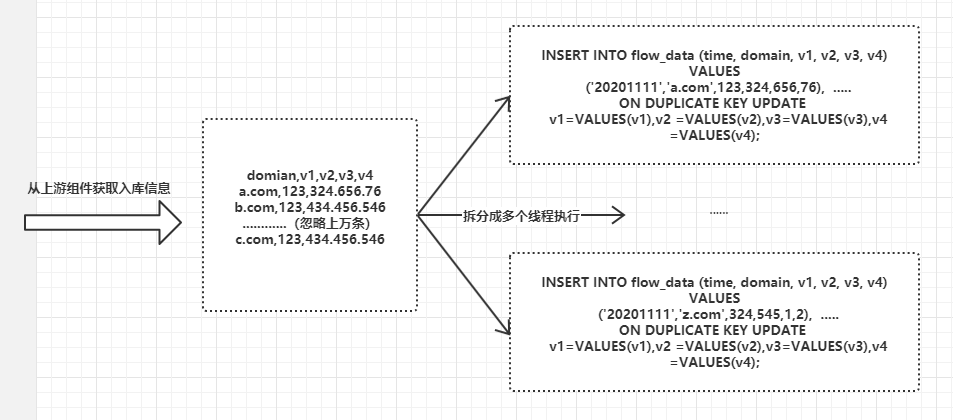 从上游组件获取入库信息
domian,v1,v2,v3,v4
a.com,123,324.656.76
b.com,123,434.456.546
............（忽略上万条）
c.com,123,434.456.546
拆分成多个线程执行
INSERT INTO flow_data (time, domain, v1, v2, v3, v4)
VALUES
('20201111','a.com',123,324,656,76),  .....
ON DUPLICATE KEY UPDATE
v1=VALUES(v1),v2 =VALUES(v2),v3=VALUES(v3),v4
=VALUES(v4);
......
INSERT INTO flow_data (time, domain, v1, v2, v3, v4)
VALUES
('20201111','z.com',324,545,1,2),  .....
ON DUPLICATE KEY UPDATE
v1=VALUES(v1),v2 =VALUES(v2),v3=VALUES(v3),v4
=VALUES(v4);